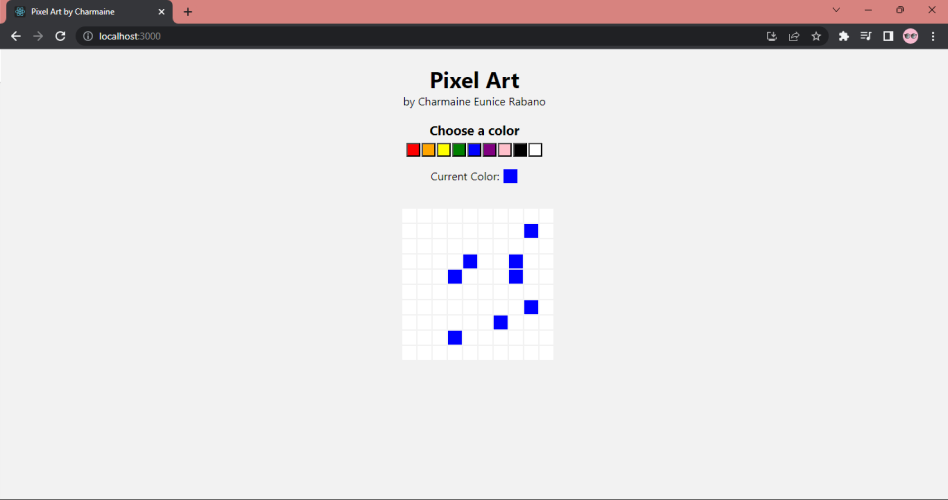 Pixel Art by Charmaine
localhost:3000
Pixel Art
by Charmaine Eunice Rabano
Choose a color
Current Color: